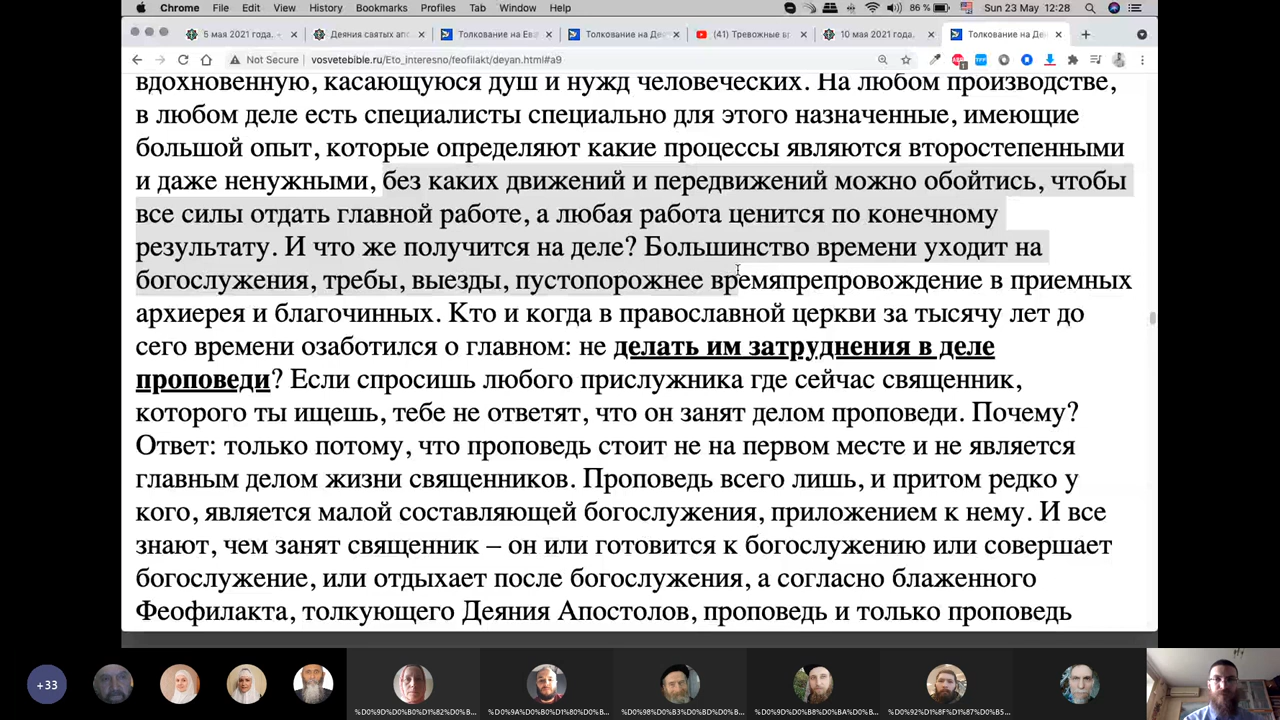 Chrome File Edit View History Bookmarks Profiles Tab Window Help 86 % Sun 23 May 12:28
5 мая 2021 года. - Деяния святых апо Толкование на Ев Толкование на Де (41) Тревожные в 10 мая 2021 года. Толкование на Де
Not Secure vosvetebible.ru/Eto_interesno/feofilakt/deyan.html#a9
вдохновенную, касающуюся душ и нужд человеческих. На любом производстве,
в любом деле есть специалисты специально для этого назначенные, имеющие
большой опыт, которые определяют какие процессы являются второстепенными
и даже ненужными, без каких движений и передвижений можно обойтись, чтобы
все силы отдать главной работе, а любая работа ценится по конечному
результату. И что же получится на деле? Большинство времени уходит на
богослужения, требы, выезды, пустопорожнее времяпрепровождение в приемных
архиерея и благочинных. Кто и когда в православной церкви за тысячу лет до
сего времени озаботился о главном: не делать им затруднения в деле
проповеди? Если спросишь любого прислужника где сейчас священник,
которого ты ищешь, тебе не ответят, что он занят делом проповеди. Почему?
Ответ: только потому, что проповедь стоит не на первом месте и не является
главным делом жизни священников. Проповедь всего лишь, и притом редко у
кого, является малой составляющей богослужения, приложением к нему. И все
знают, чем занят священник – он или готовится к богослужению или совершает
богослужение, или отдыхает после богослужения, а согласно блаженного
Феофилакта, толкующего Деяния Апостолов, проповедь и только проповедь
+33